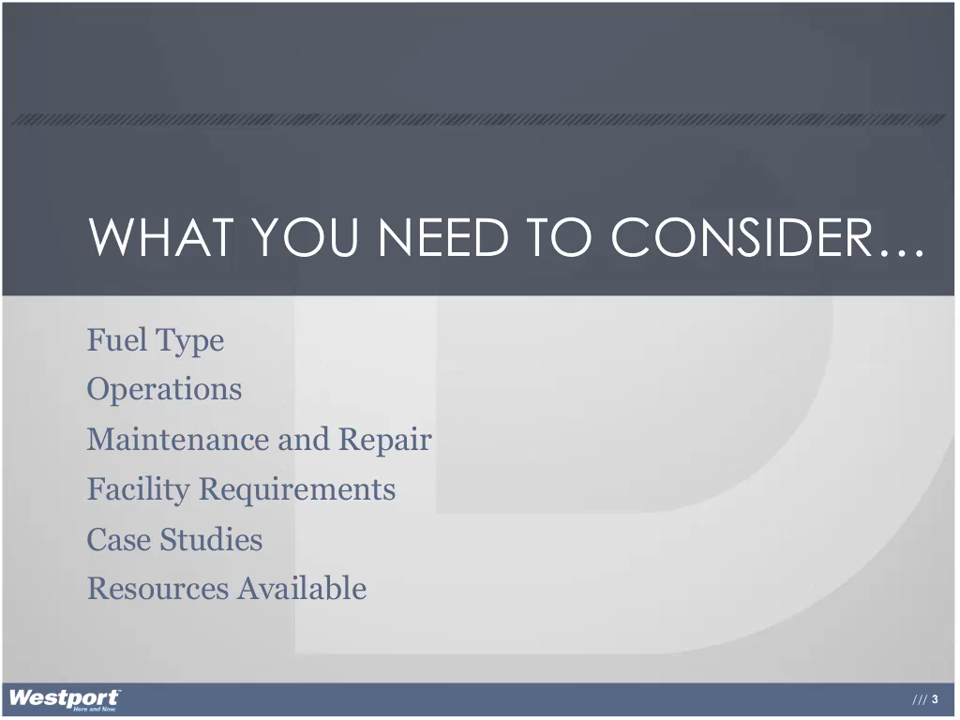 WHAT YOU NEED TO CONSIDER…
Fuel Type
Operations
Maintenance and Repair
Facility Requirements
Case Studies
Resources Available
Westport™
Here and Now.
/// 3